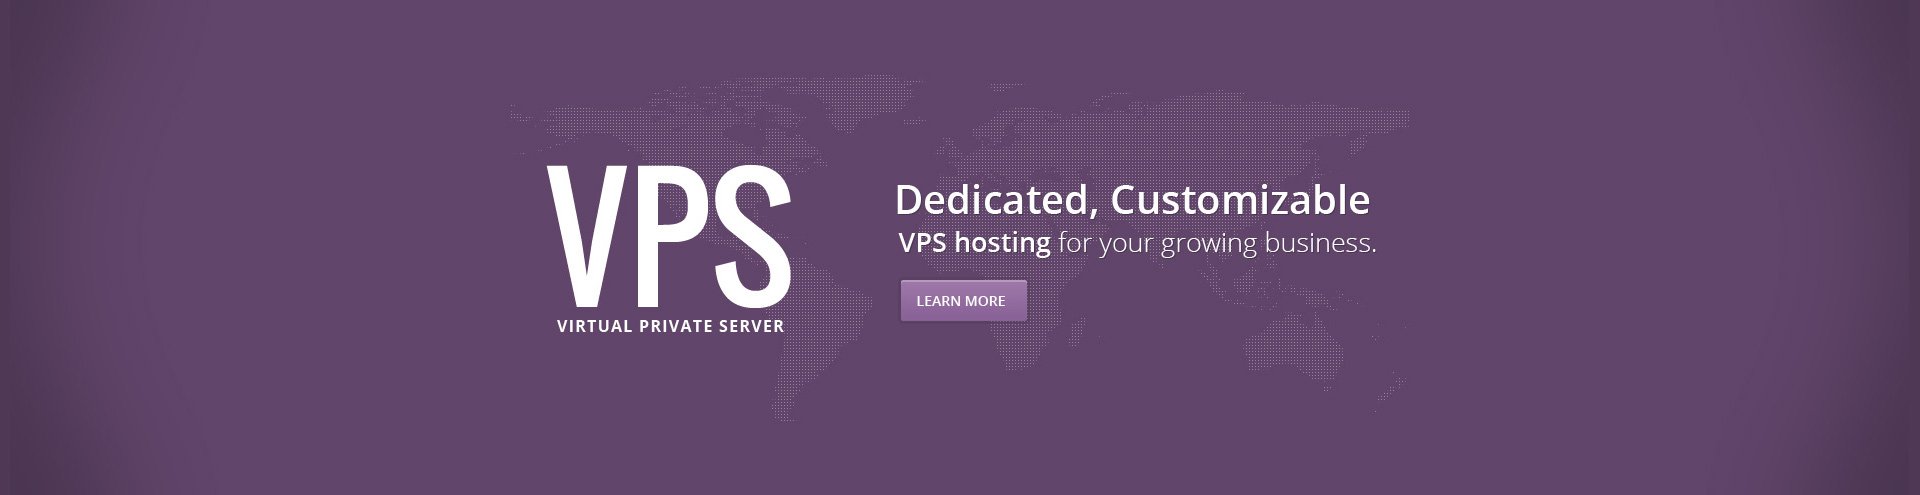 VPS
VIRTUAL PRIVATE SERVER
Dedicated, Customizable
VPS hosting for your growing business.
LEARN MORE